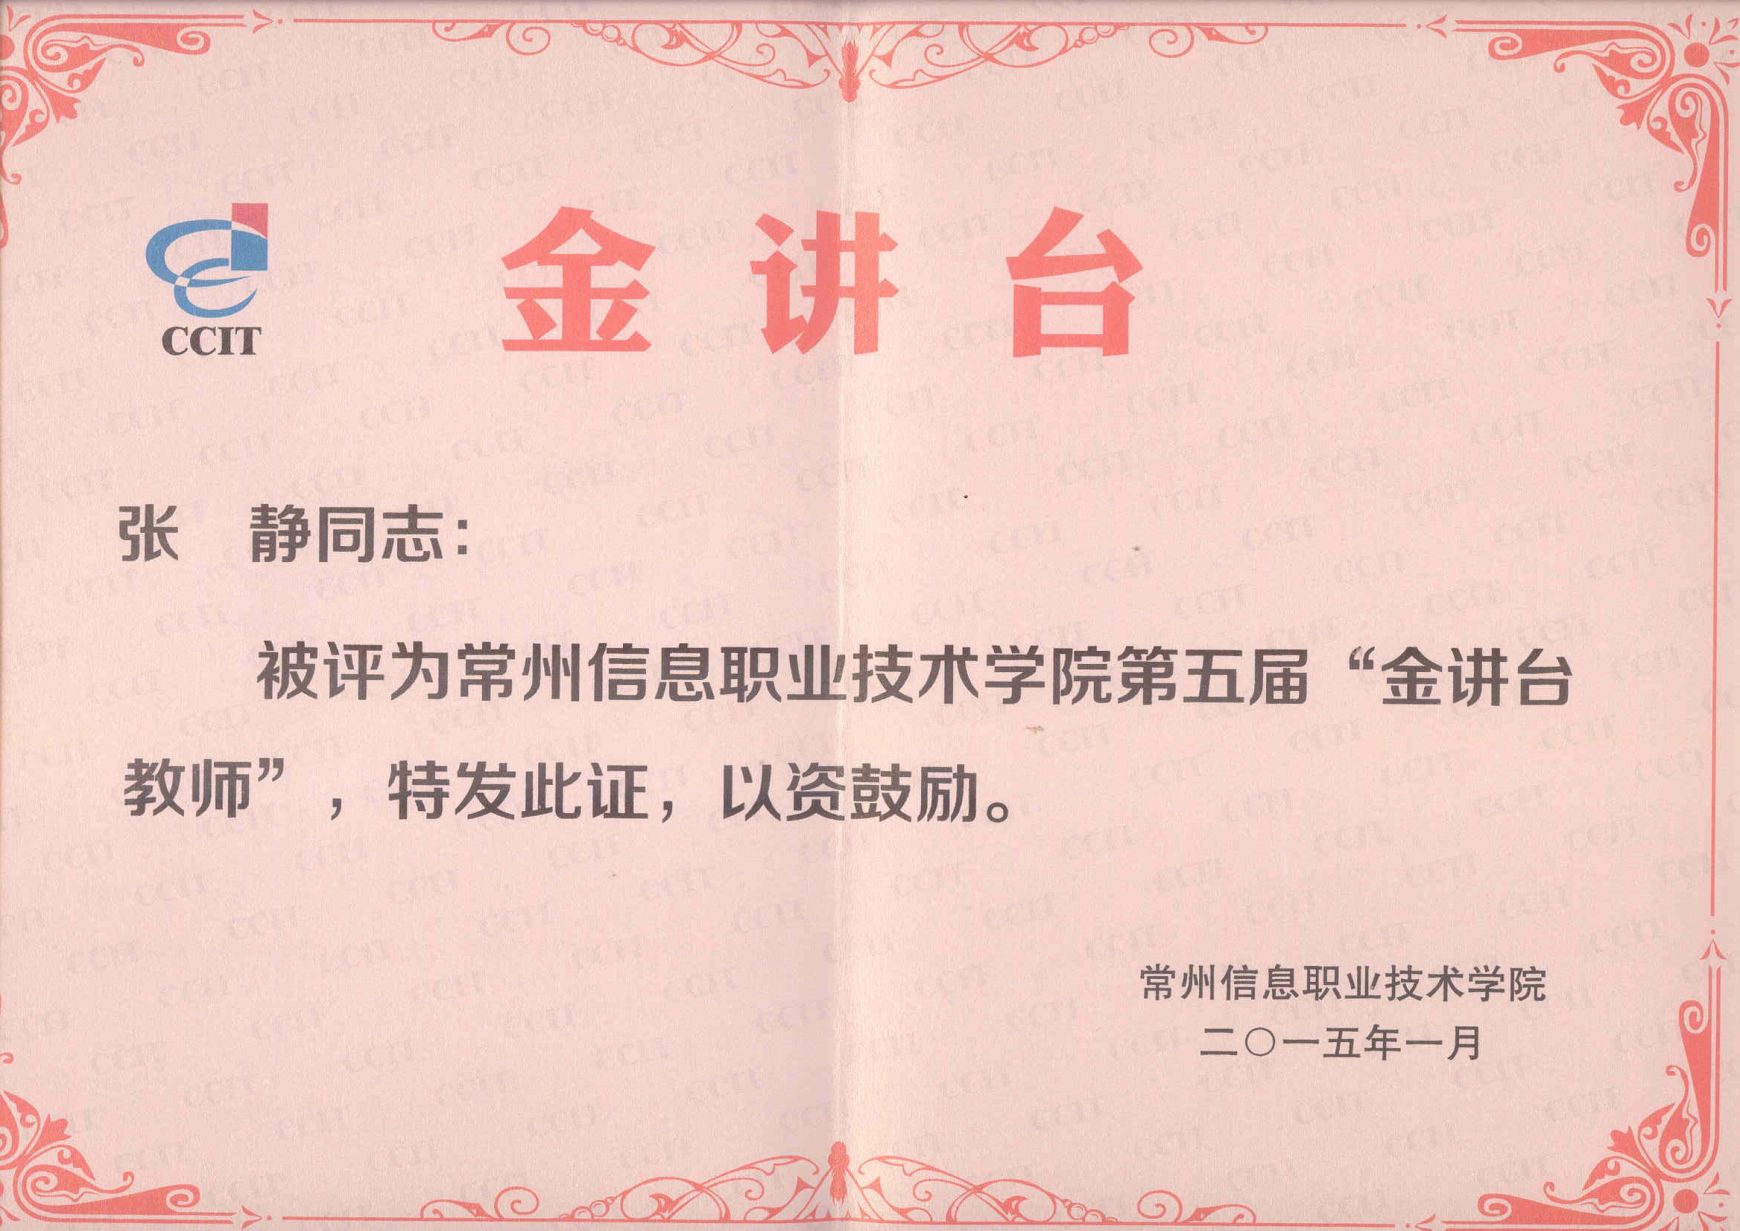 金讲台
CCIT
张　静同志：
被评为常州信息职业技术学院第五届“金讲台
教师”，特发此证，以资鼓励。
常州信息职业技术学院
二〇一五年一月